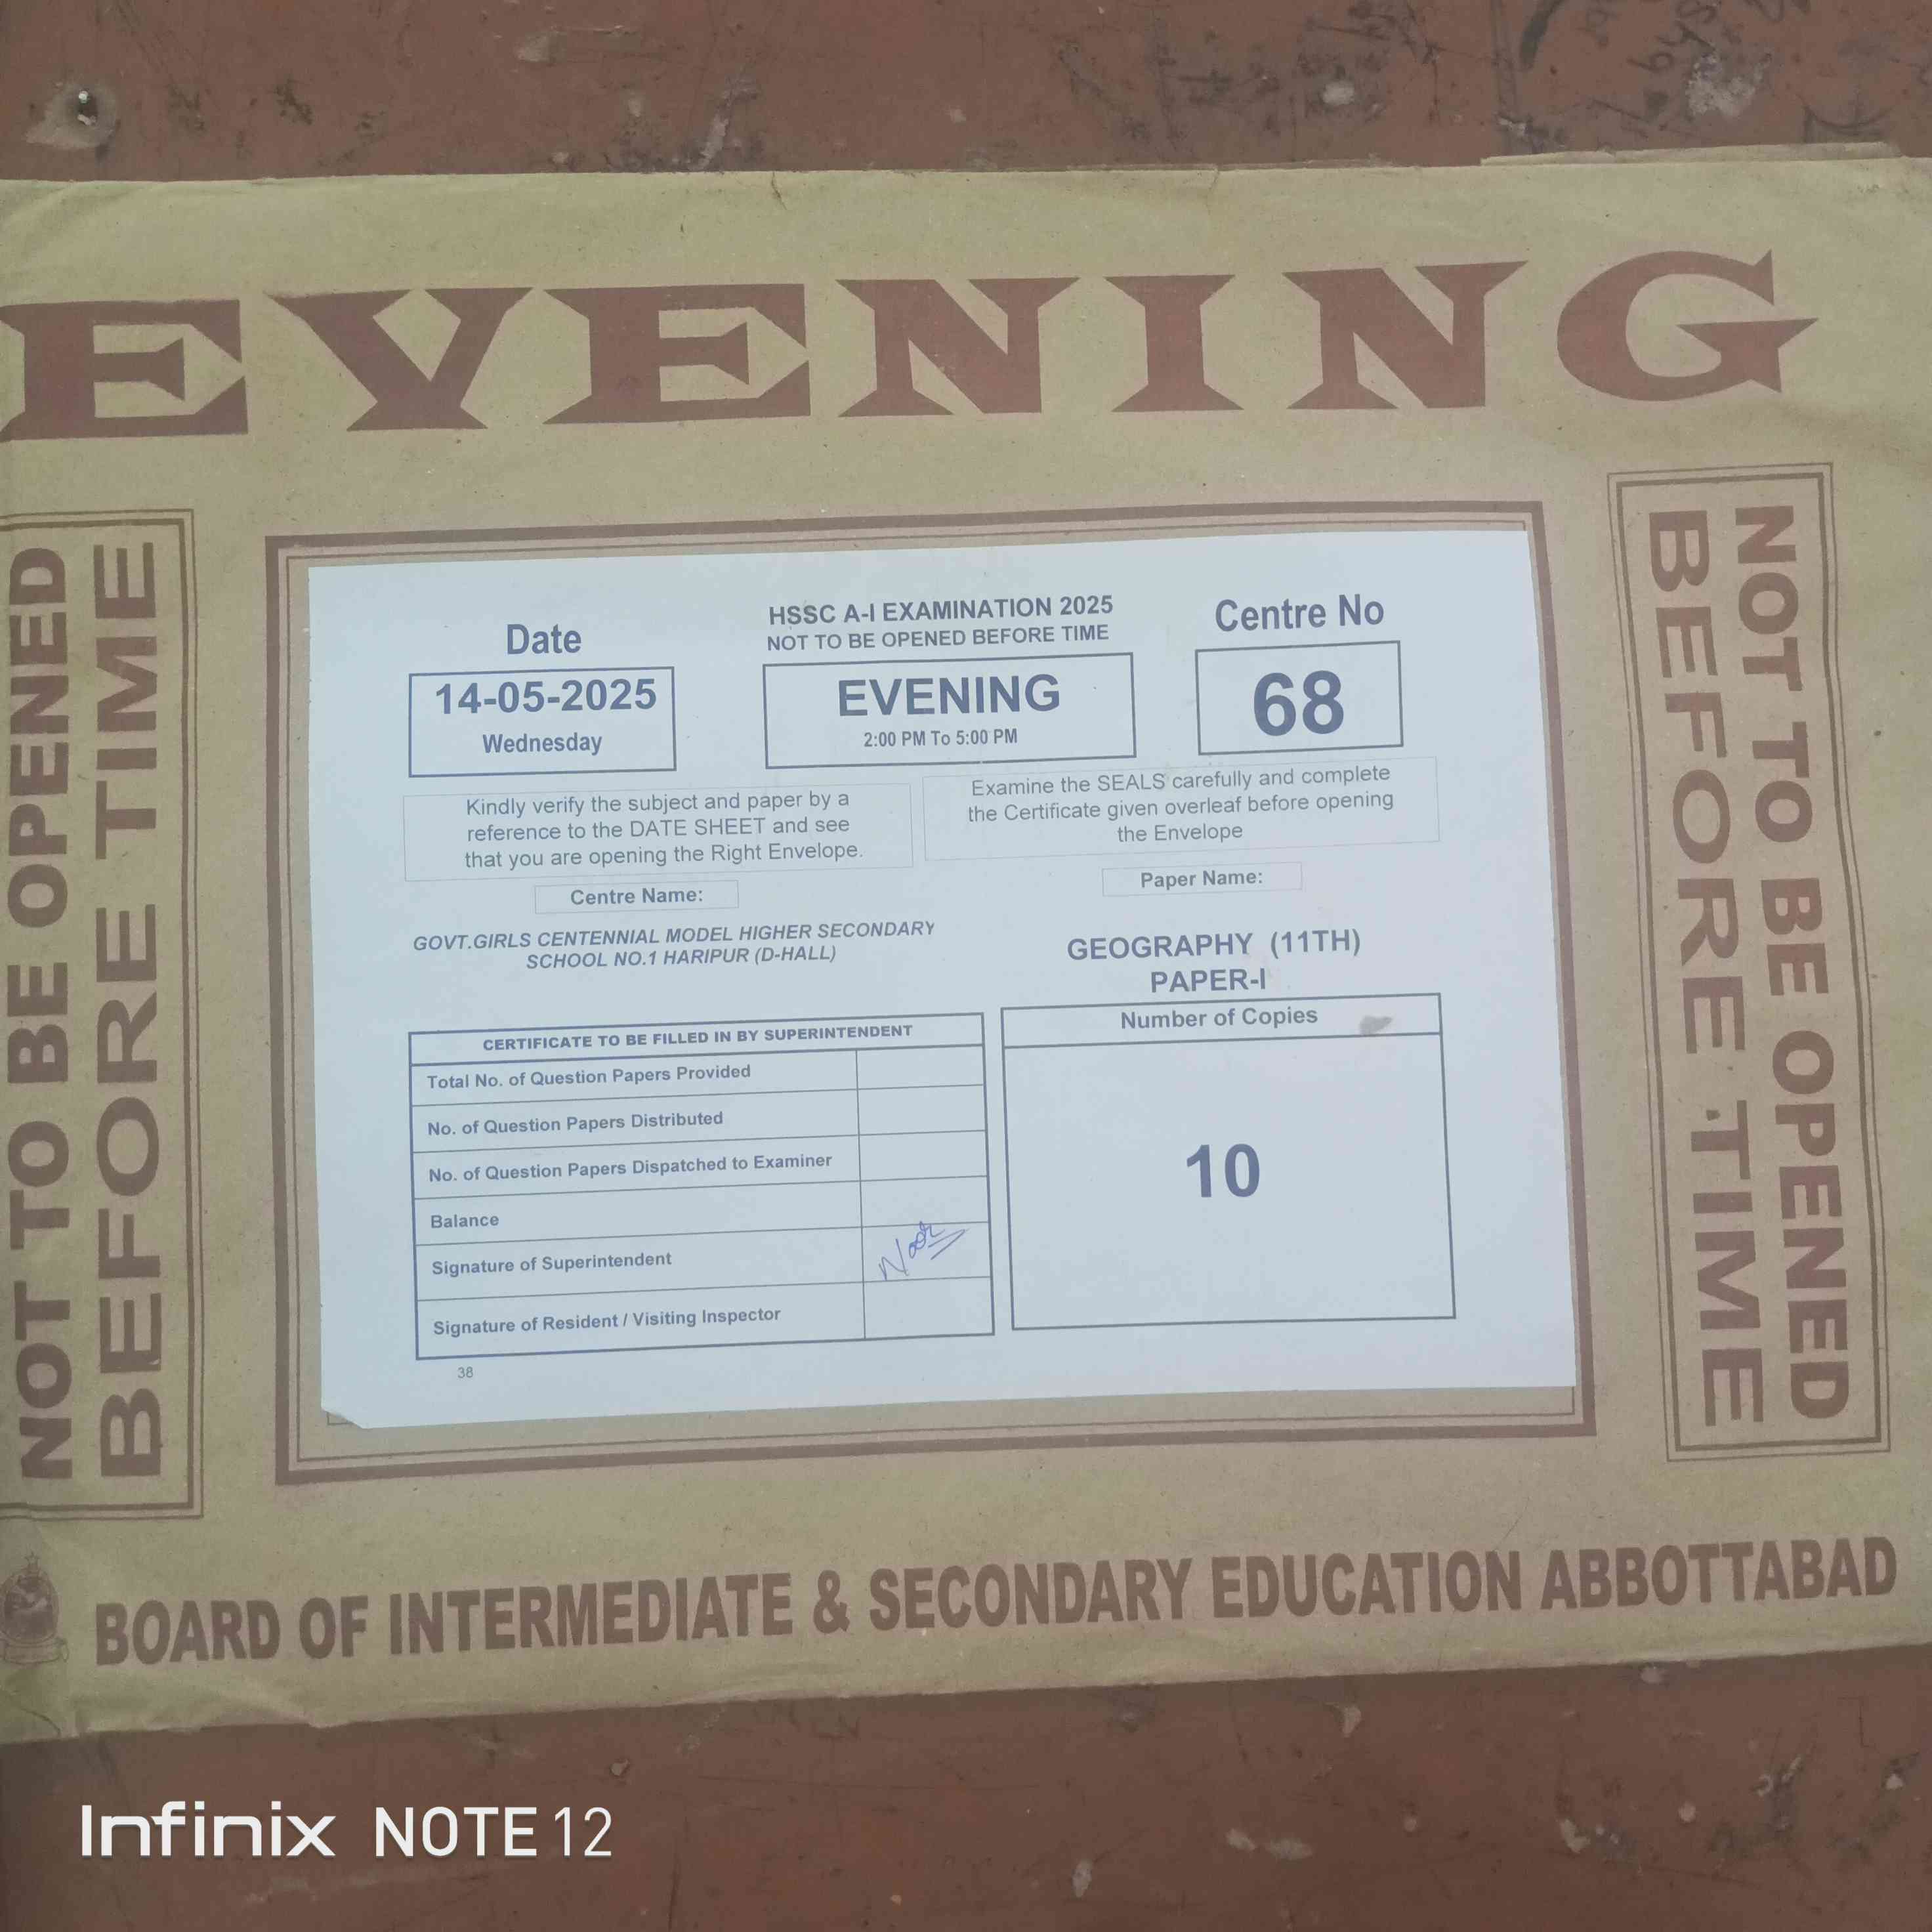 EVENING
NOT TO BE OPENED
BEFORE TIME
Date
14-05-2025
Wednesday
HSSC A-I EXAMINATION 2025
NOT TO BE OPENED BEFORE TIME
EVENING
2:00 PM To 5:00 PM
Centre No
68
Kindly verify the subject and paper by a
reference to the DATE SHEET and see
that you are opening the Right Envelope.
Examine the SEALS carefully and complete
the Certificate given overleaf before opening
the Envelope
Centre Name:
GOVT.GIRLS CENTENNIAL MODEL HIGHER SECONDARY
SCHOOL NO.1 HARIPUR (D-HALL)
Paper Name:
GEOGRAPHY (11TH)
PAPER-I
CERTIFICATE TO BE FILLED IN BY SUPERINTENDENT
Total No. of Question Papers Provided
No. of Question Papers Distributed
No. of Question Papers Dispatched to Examiner
Balance
Signature of Superintendent
Signature of Resident / Visiting Inspector
38
Number of Copies
10
NOT TO BE OPENED
BEFORE TIME
BOARD OF INTERMEDIATE & SECONDARY EDUCATION ABBOTTABAD
Infinix NOTE 12